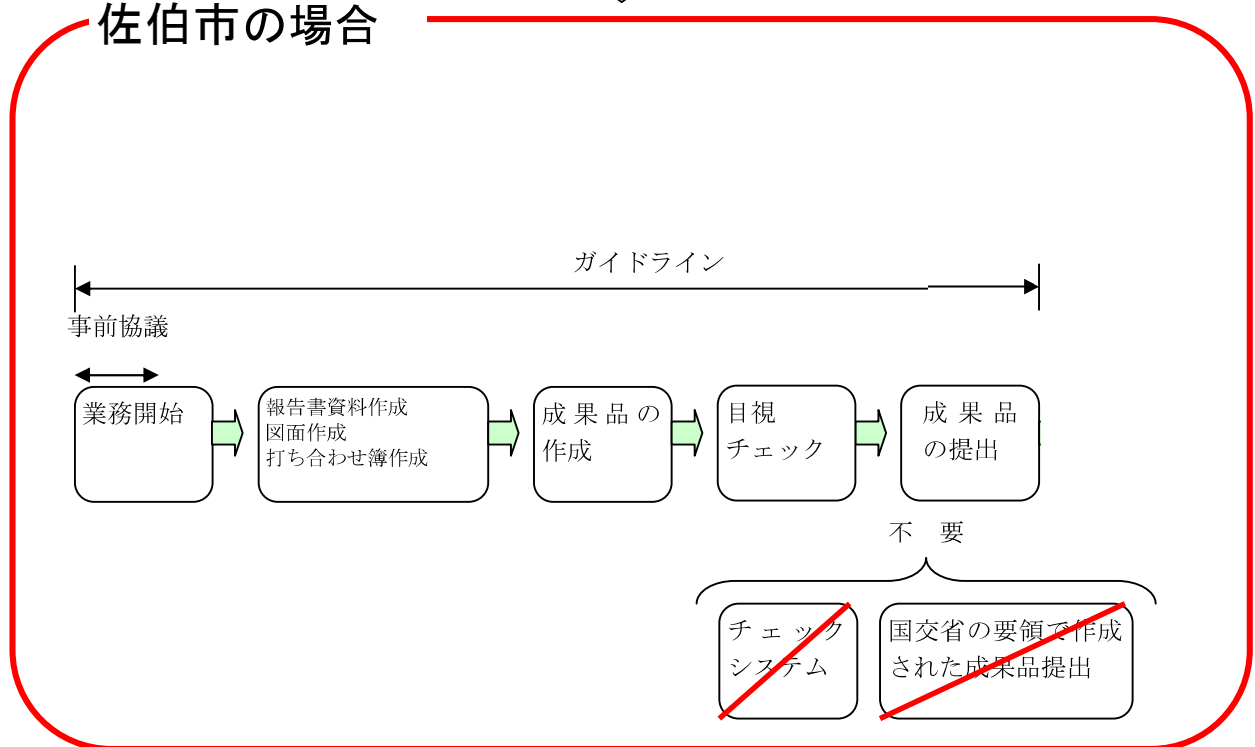 佐伯市の場合
ガイドライン
事前協議
業務開始
報告書資料作成
図面作成
打ち合わせ簿作成
成果品の
作成
目視
チェック
成果品
の提出
不　要
チェック
システム
国交省の要領で作成
された成果品提出